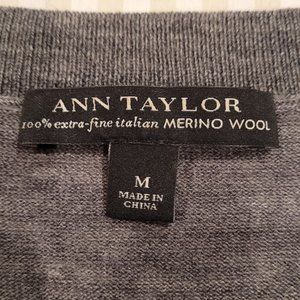 ANN TAYLOR
100% extra-fine italian MERINO WOOL
M
MADE IN
CHINA